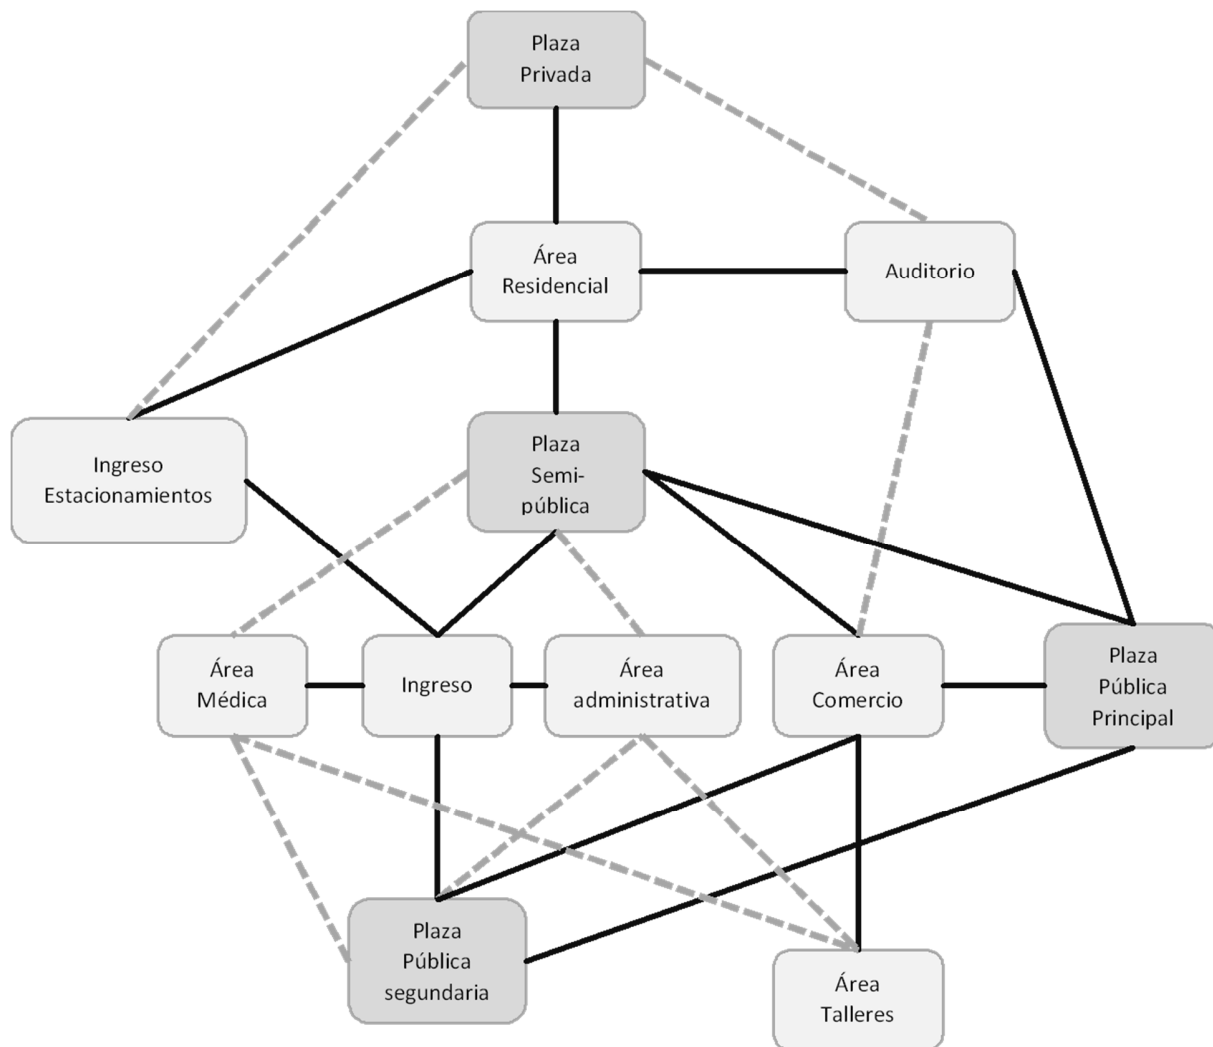 Plaza
Privada
Área
Residencial
Auditorio
Ingreso
Estacionamientos
Plaza
Semi-
pública
Área
Médica
Ingreso
Área
administrativa
Área
Comercio
Plaza
Pública
Principal
Plaza
Pública
segundaria
Área
Talleres